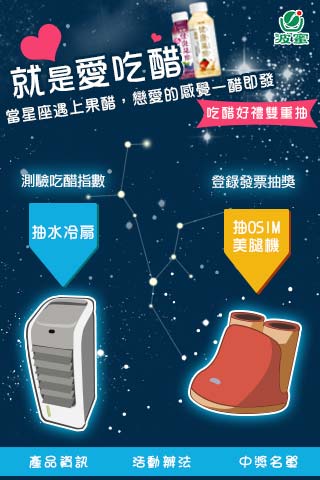 波蜜
就是愛吃醋
當星座遇上果醋，戀愛的感覺一醋即發
吃醋好禮雙重抽
測驗吃醋指數
登錄發票抽獎
抽水冷扇
抽OSIM
美腿機
產品資訊
活動辦法
中獎名單